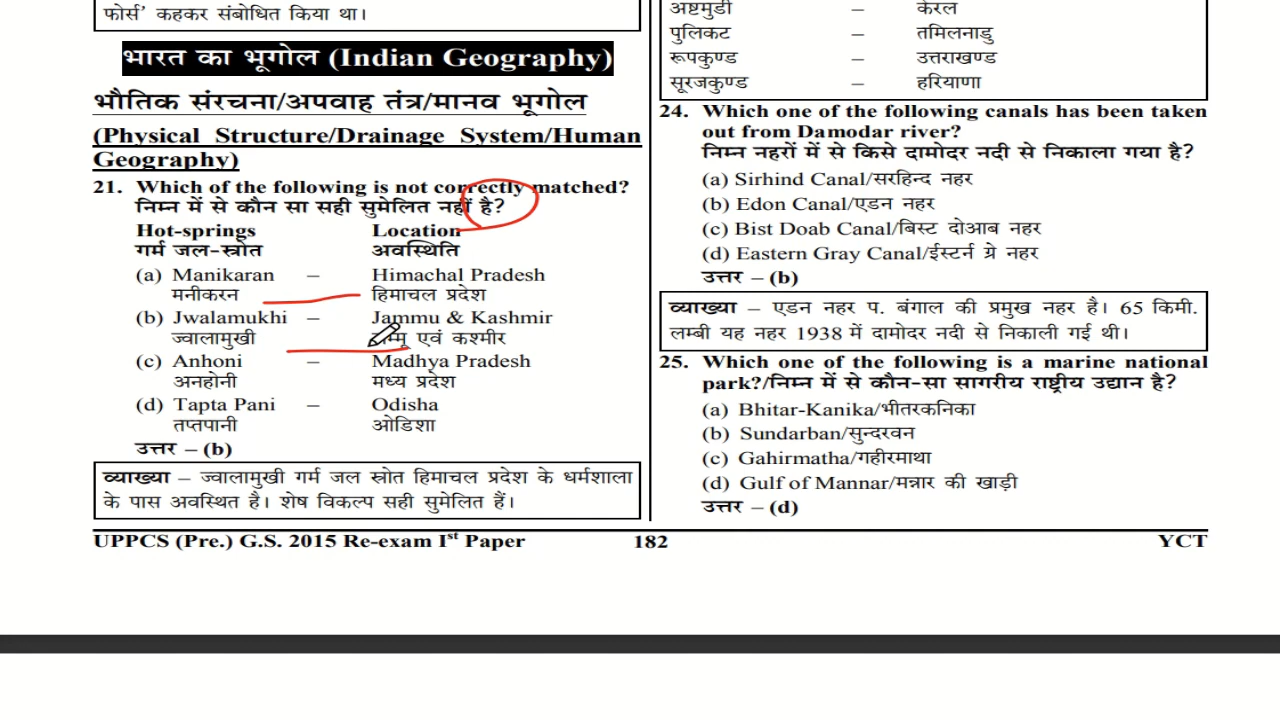 फोर्स’ कहकर संबोधित किया था।
भारत का भूगोल (Indian Geography)
भौतिक संरचना/अपवाह तंत्र/मानव भूगोल
(Physical Structure/Drainage System/Human
Geography)
21. Which of the following is not correctly matched?
निम्न में से कौन सा सही सुमेलित नहीं है?
Hot-springs Location
गर्म जल-स्रोत अवस्थिति
(a) Manikaran – Himachal Pradesh
मनीकरन हिमाचल प्रदेश
(b) Jwalamukhi – Jammu & Kashmir
ज्वालामुखी जम्मू एवं कश्मीर
(c) Anhoni – Madhya Pradesh
अनहोनी मध्य प्रदेश
(d) Tapta Pani – Odisha
तप्तपानी ओडिशा
उत्तर – (b)
व्याख्या – ज्वालामुखी गर्म जल स्रोत हिमाचल प्रदेश के धर्मशाला
के पास अवस्थित है। शेष विकल्प सही सुमेलित हैं।
अष्टमुडी – केरल
पुलिकट – तमिलनाडु
रूपकुण्ड – उत्तराखण्ड
सूरजकुण्ड – हरियाणा
24. Which one of the following canals has been taken
out from Damodar river?
निम्न नहरों में से किसे दामोदर नदी से निकाला गया है?
(a) Sirhind Canal/सरहिन्द नहर
(b) Edon Canal/एडन नहर
(c) Bist Doab Canal/बिस्ट दोआब नहर
(d) Eastern Gray Canal/ईस्टर्न ग्रे नहर
उत्तर – (b)
व्याख्या – एडन नहर प. बंगाल की प्रमुख नहर है। 65 किमी.
लम्बी यह नहर 1938 में दामोदर नदी से निकाली गई थी।
25. Which one of the following is a marine national
park?/निम्न में से कौन-सा सागरीय राष्ट्रीय उद्यान है?
(a) Bhitar-Kanika/भीतरकनिका
(b) Sundarban/सुन्दरवन
(c) Gahirmatha/गहीरमाथा
(d) Gulf of Mannar/मन्नार की खाड़ी
उत्तर – (d)
UPPCS (Pre.) G.S. 2015 Re-exam Ist Paper 182 YCT